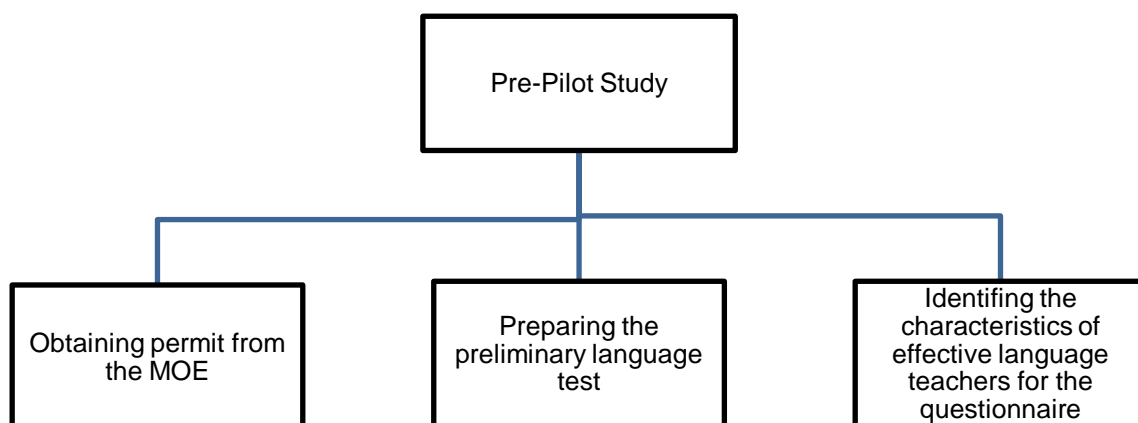 Pre-Pilot Study
Obtaining permit from
the MOE
Preparing the
preliminary language
test
Identifing the
characteristics of
effective language
teachers for the
questionnaire